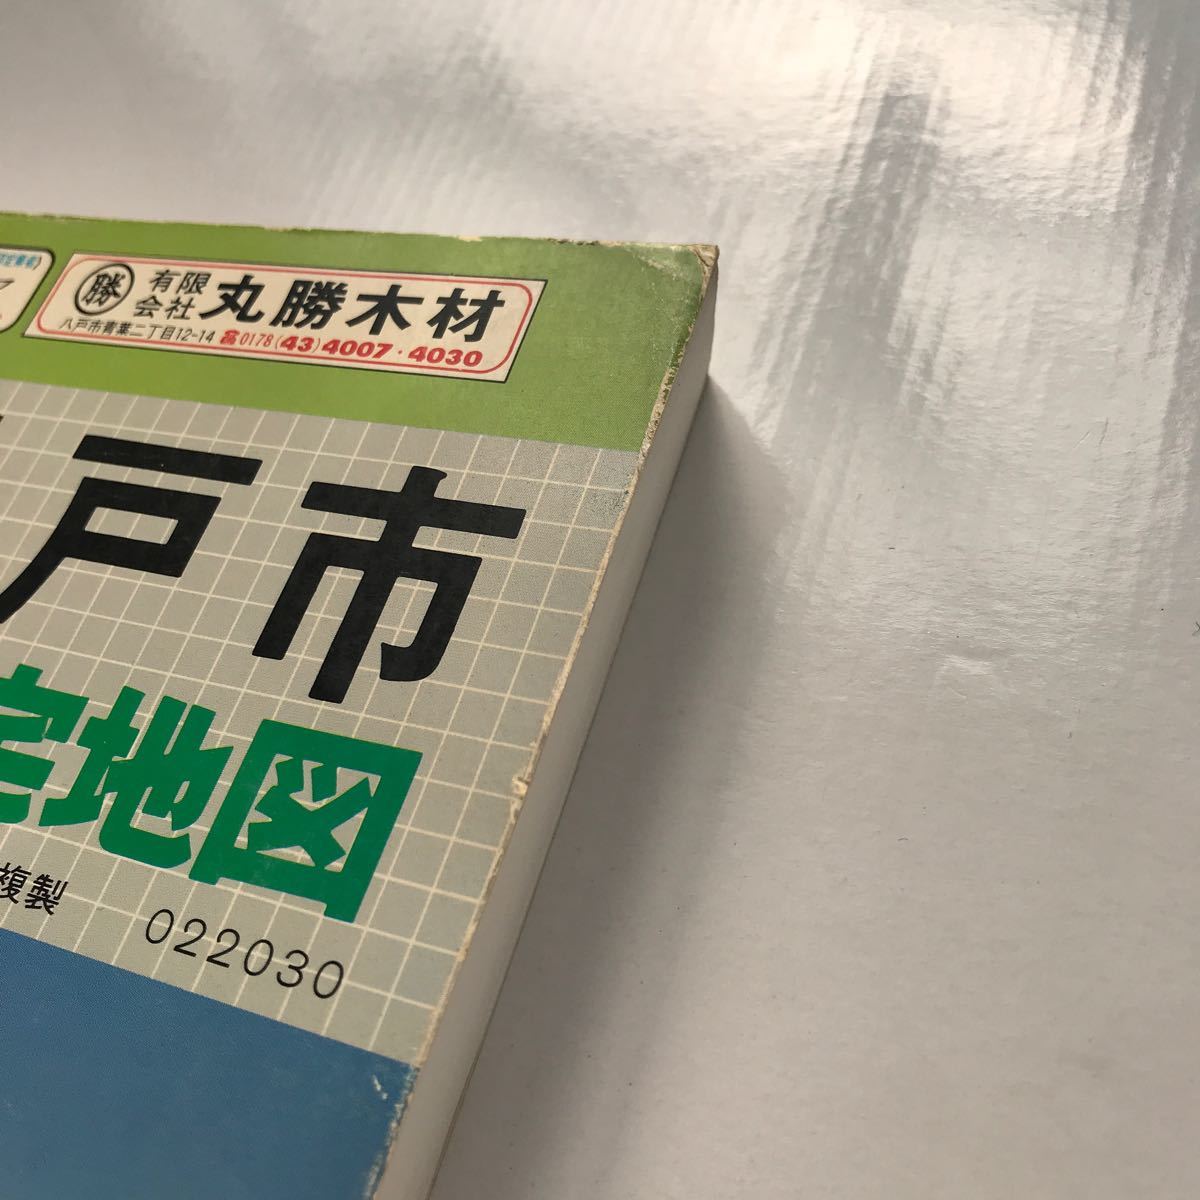 勝 有限会社 丸勝木材
八戸市青葉二丁目12-14 ☎0178(43)4007・4030
戸市
宅地図
複製
022030